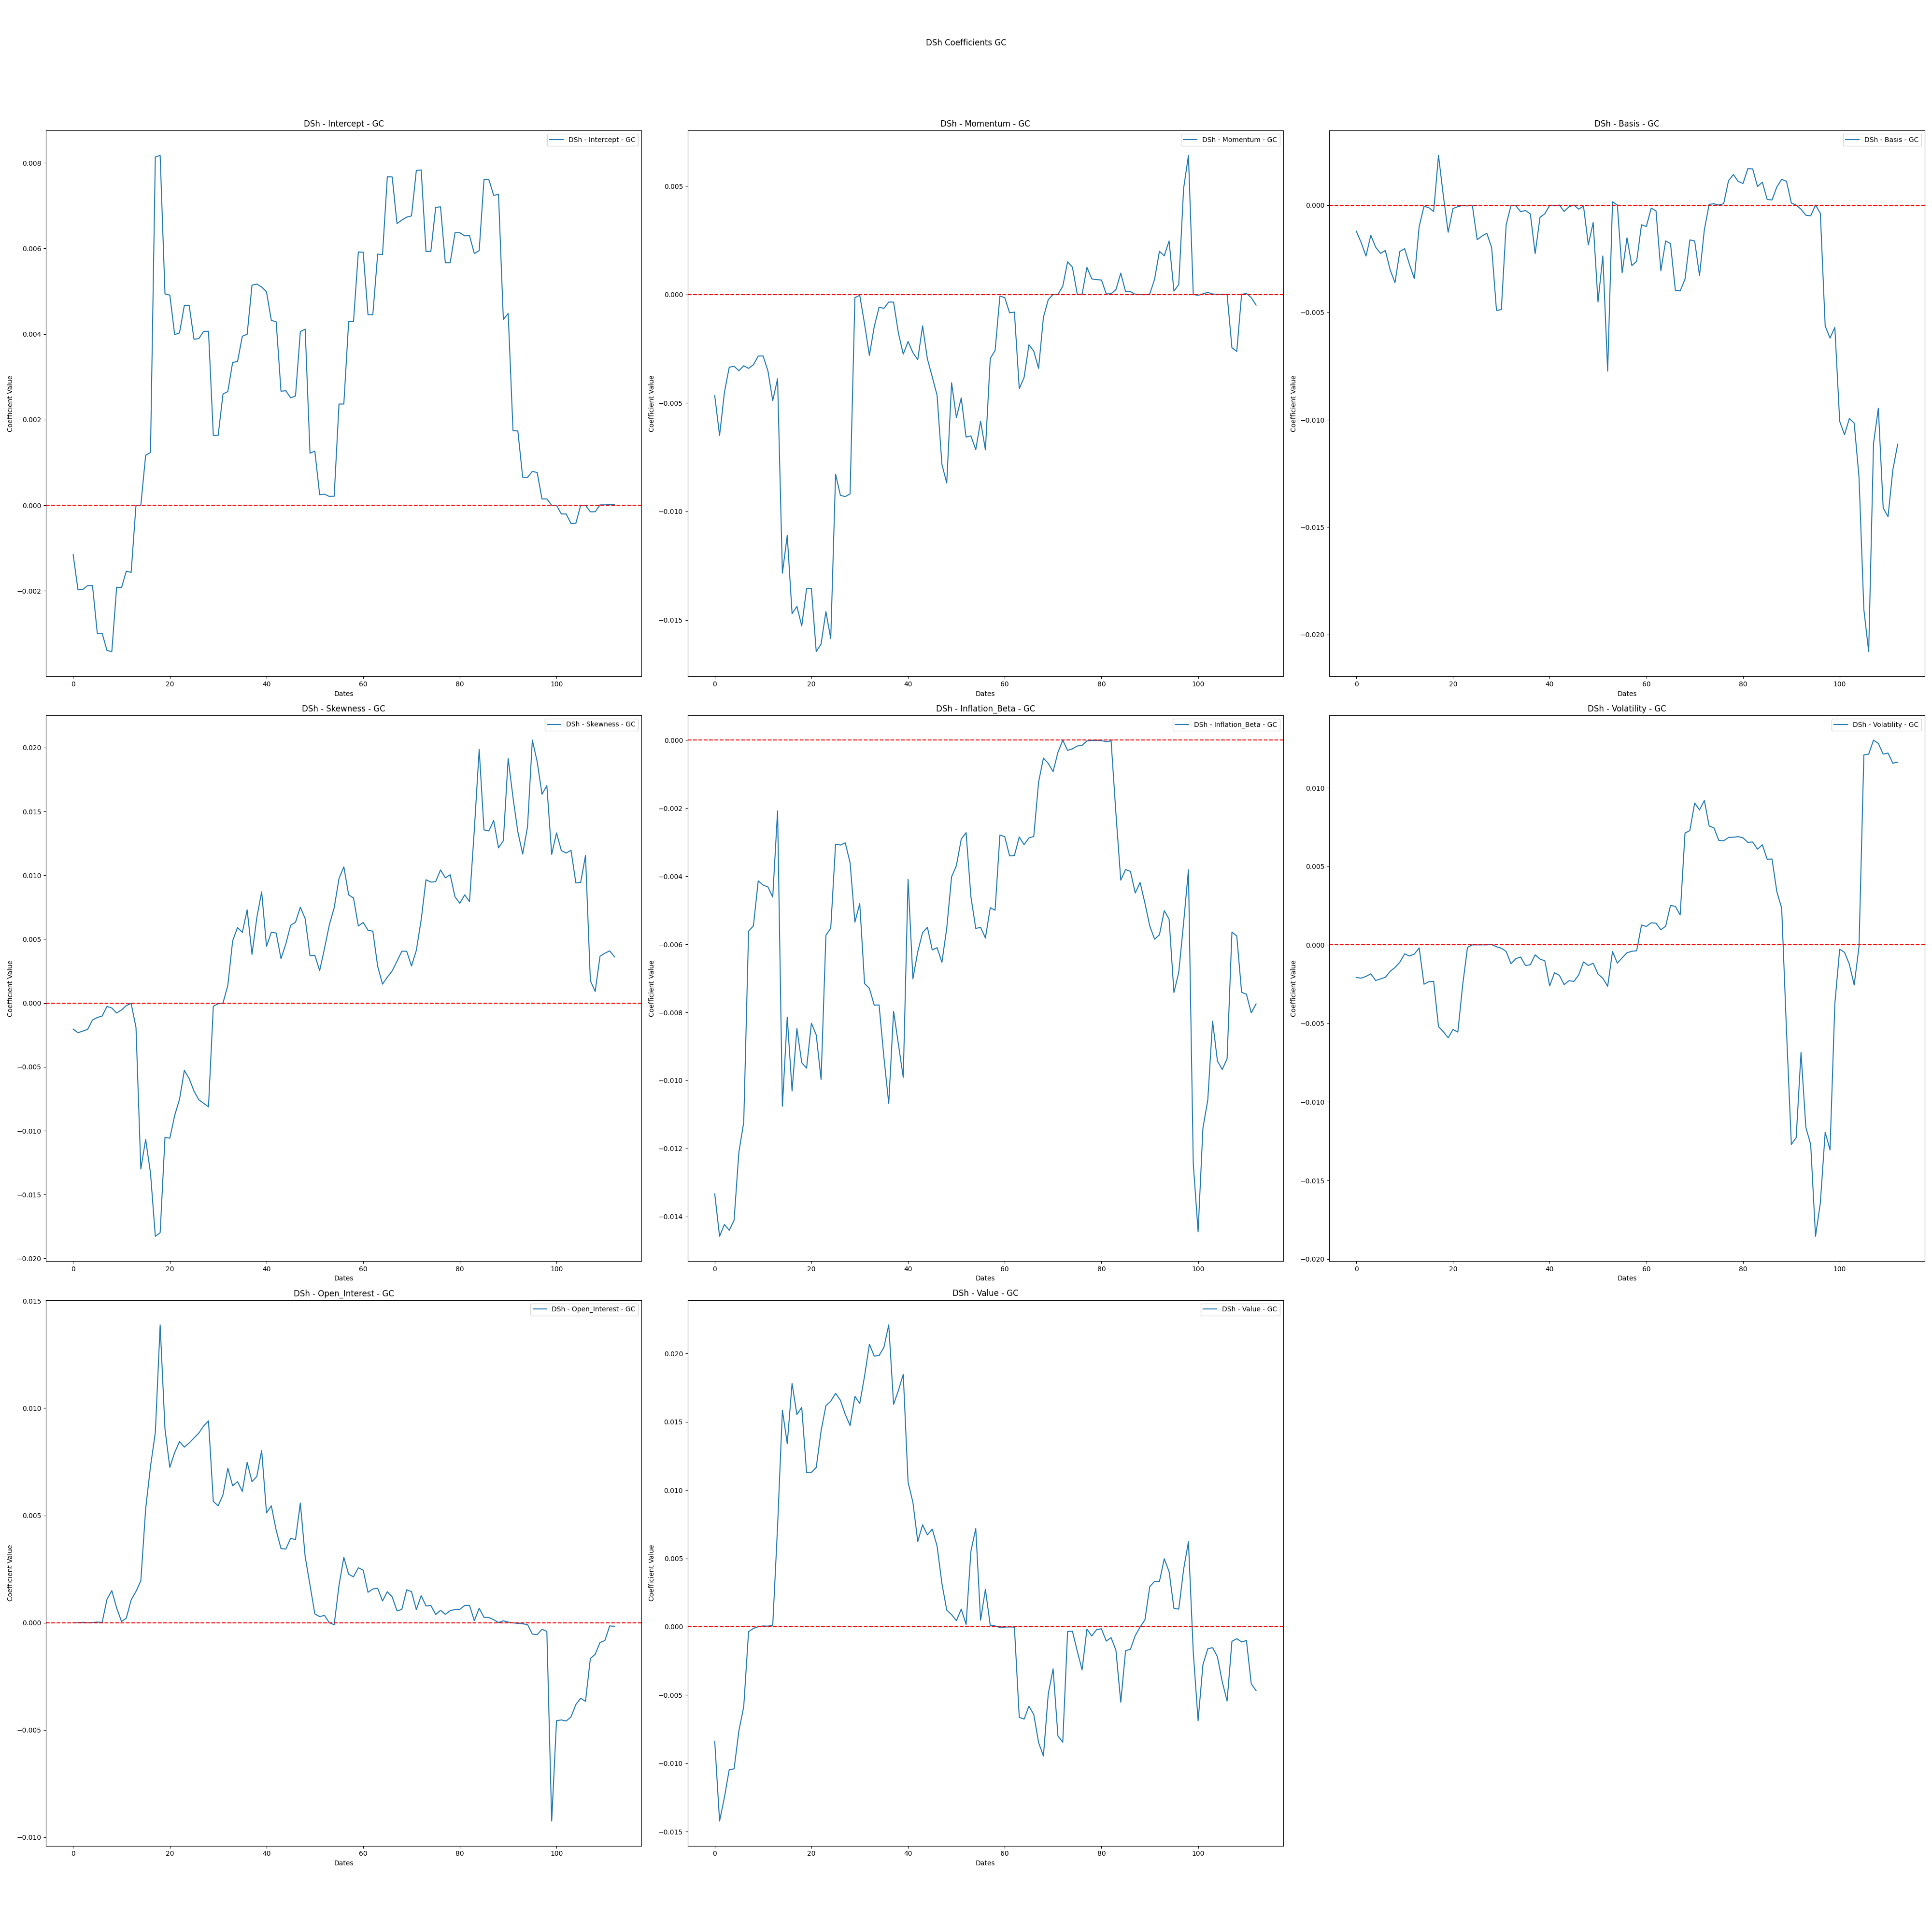 DSh Coefficients GC
DSh - Intercept - GC
DSh - Intercept - GC
0.008
0.006
0.004
0.002
0.000
−0.002
Coefficient Value
0 20 40 60 80 100
Dates
DSh - Momentum - GC
DSh - Momentum - GC
0.005
0.000
−0.005
−0.010
−0.015
Coefficient Value
0 20 40 60 80 100
Dates
DSh - Basis - GC
DSh - Basis - GC
0.000
−0.005
−0.010
−0.015
−0.020
Coefficient Value
0 20 40 60 80 100
Dates
DSh - Skewness - GC
DSh - Skewness - GC
0.020
0.015
0.010
0.005
0.000
−0.005
−0.010
−0.015
−0.020
Coefficient Value
0 20 40 60 80 100
Dates
DSh - Inflation_Beta - GC
DSh - Inflation_Beta - GC
0.000
−0.002
−0.004
−0.006
−0.008
−0.010
−0.012
−0.014
Coefficient Value
0 20 40 60 80 100
Dates
DSh - Volatility - GC
DSh - Volatility - GC
0.010
0.005
0.000
−0.005
−0.010
−0.015
−0.020
Coefficient Value
0 20 40 60 80 100
Dates
DSh - Open_Interest - GC
DSh - Open_Interest - GC
0.015
0.010
0.005
0.000
−0.005
−0.010
Coefficient Value
0 20 40 60 80 100
Dates
DSh - Value - GC
DSh - Value - GC
0.020
0.015
0.010
0.005
0.000
−0.005
−0.010
−0.015
Coefficient Value
0 20 40 60 80 100
Dates